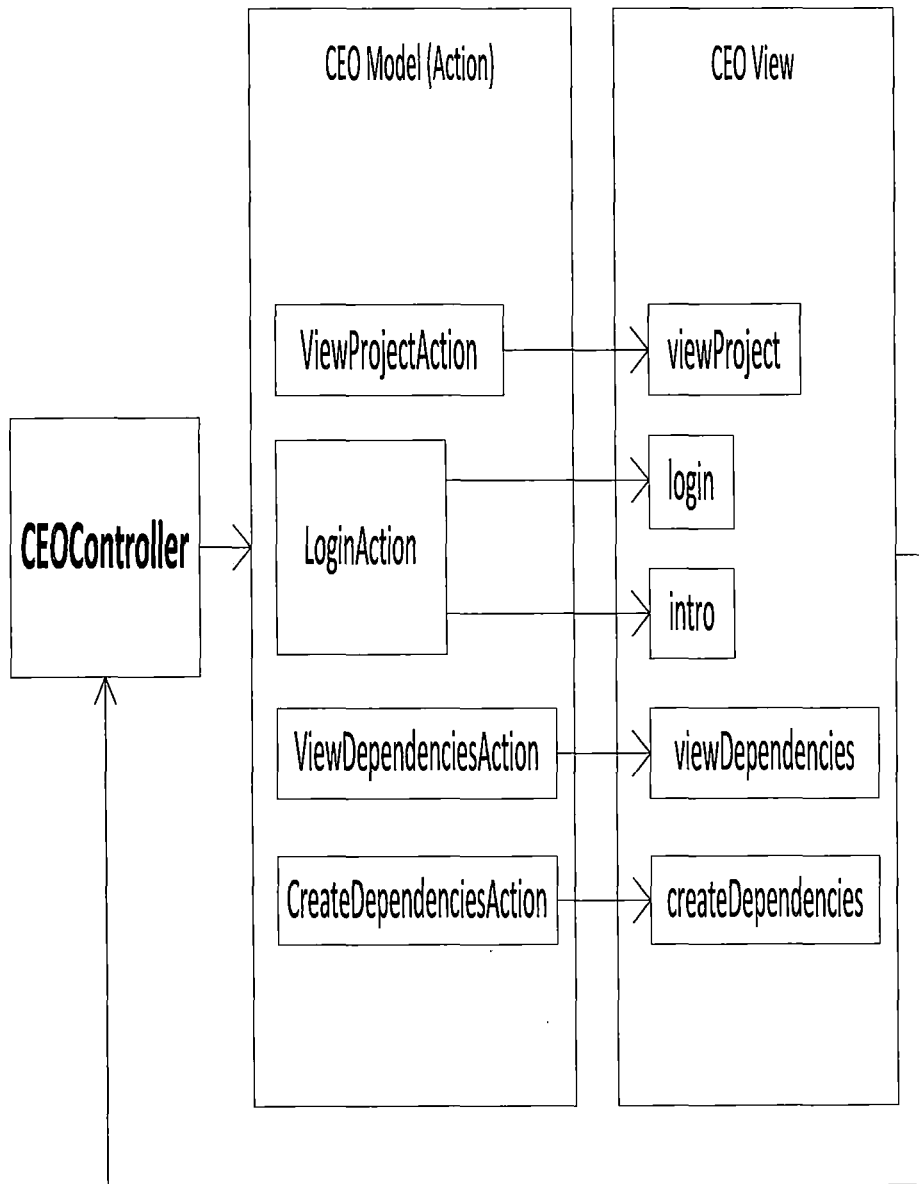 CEO Model (Action)
CEO View
ViewProjectAction
viewProject
CEOController
LoginAction
login
intro
ViewDependenciesAction
viewDependencies
CreateDependenciesAction
createDependencies